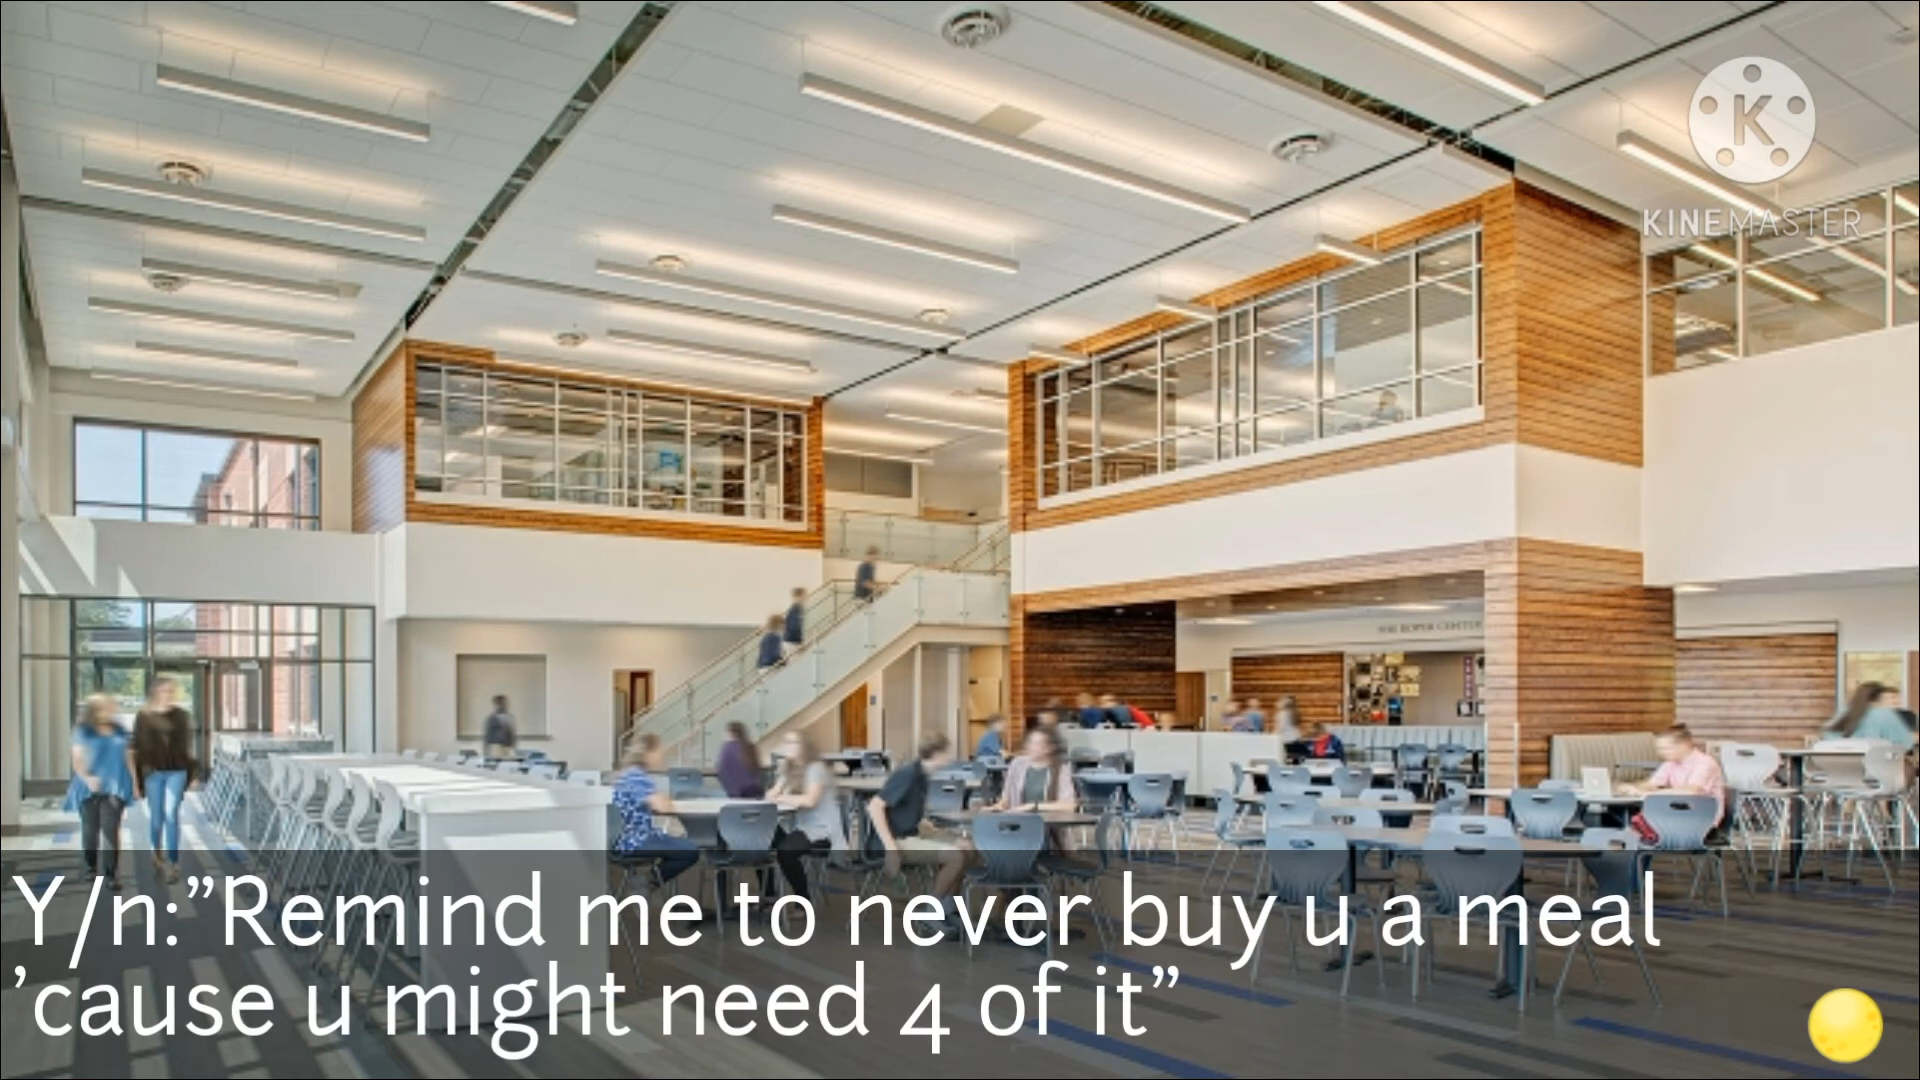 K
KINEMASTER
Y/n:”Remind me to never buy u a meal
’cause u might need 4 of it”